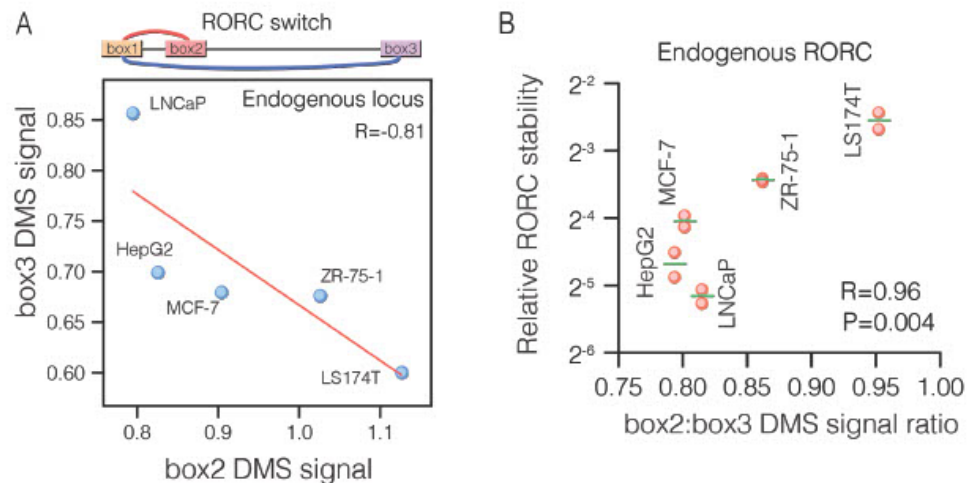 A
RORC switch
box1
box2
box3
Endogenous locus
R=-0.81
LNCaP
HepG2
MCF-7
ZR-75-1
LS174T
box3 DMS signal
0.85
0.80
0.75
0.70
0.65
0.60
0.8
0.9
1.0
1.1
box2 DMS signal
B
Endogenous RORC
Relative RORC stability
2-2
2-3
2-4
2-5
2-6
HepG2
MCF-7
LNCaP
ZR-75-1
LS174T
R=0.96
P=0.004
0.75
0.80
0.85
0.90
0.95
1.00
box2:box3 DMS signal ratio